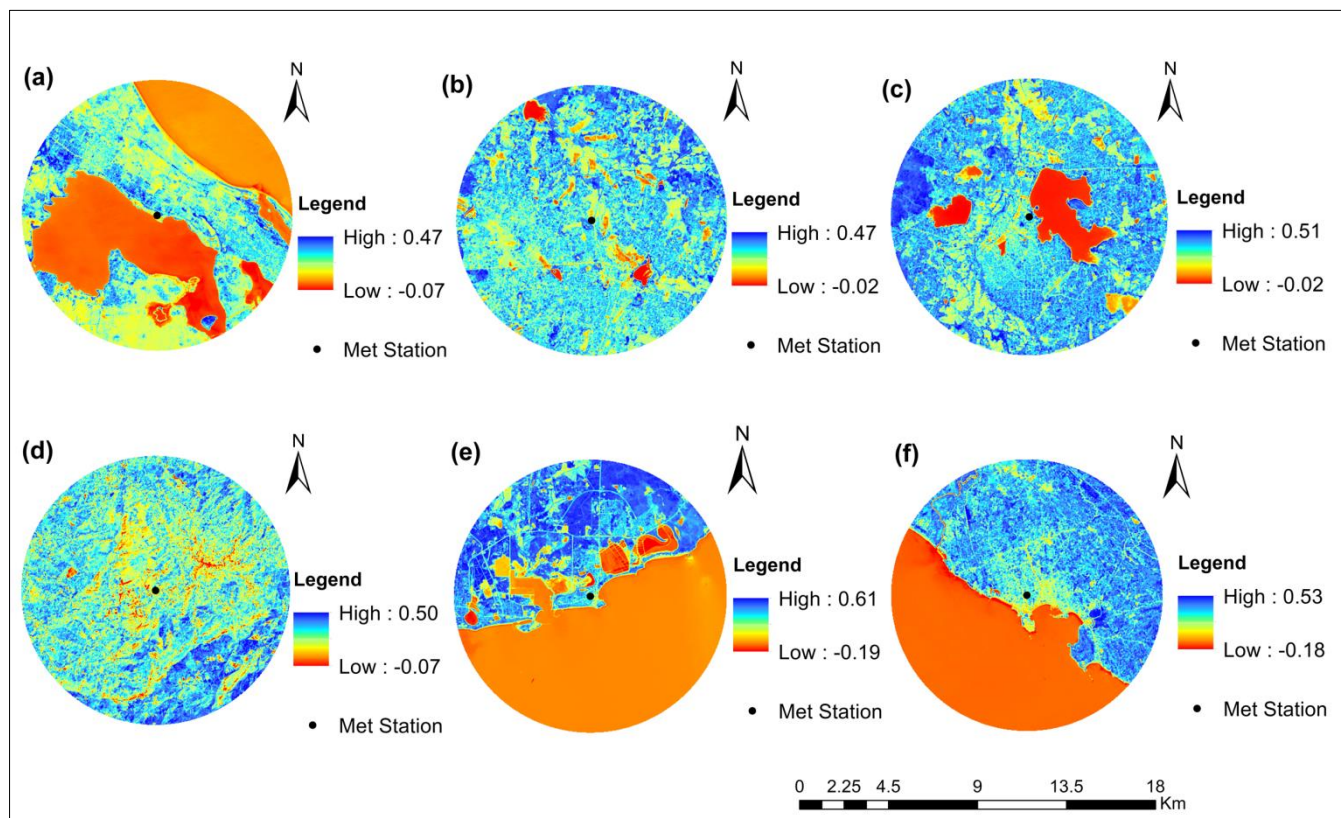 (a)
N
Legend
High : 0.47
Low : -0.07
Met Station
(b)
N
Legend
High : 0.47
Low : -0.02
Met Station
(c)
N
Legend
High : 0.51
Low : -0.02
Met Station
(d)
N
Legend
High : 0.50
Low : -0.07
Met Station
(e)
N
Legend
High : 0.61
Low : -0.19
Met Station
(f)
N
Legend
High : 0.53
Low : -0.18
Met Station
0 2.25 4.5 9 13.5 18
Km